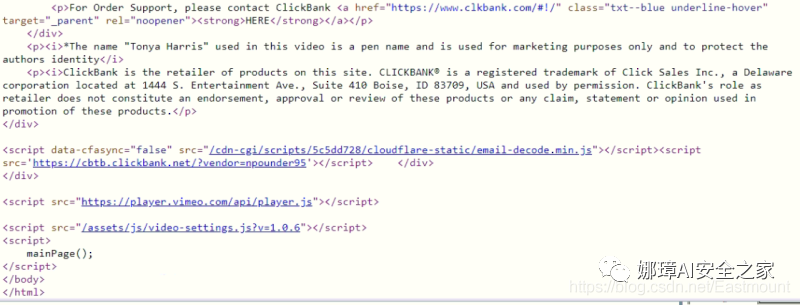 <p>For Order Support, please contact ClickBank <a href="https://www.clkbank.com/#!/" class="txt--blue underline-hover"
target="_parent" rel="noopener"><strong>HERE</strong></a></p>
</div>
<p><i>*The name "Tonya Harris" used in this video is a pen name and is used for marketing purposes only and to protect the
authors identity</i>
<p><i>ClickBank is the retailer of products on this site. CLICKBANK® is a registered trademark of Click Sales Inc., a Delaware
corporation located at 1444 S. Entertainment Ave., Suite 410 Boise, ID 83709, USA and used by permission. ClickBank's role as
retailer does not constitute an endorsement, approval or review of these products or any claim, statement or opinion used in
promotion of these products.</p>
</div>
<script data-cfasync="false" src="/cdn-cgi/scripts/5c5dd728/cloudflare-static/email-decode.min.js"></script><script
src='https://cbtb.clickbank.net/?vendor=npounder95'></script> </div>
</div>
<script src="https://player.vimeo.com/api/player.js"></script>
<script src="/assets/js/video-settings.js?v=1.0.6"></script>
<script>
mainPage();
</script>
</body>
</html>
娜璋AI安全之家
https://blog.csdn.net/Eastmount